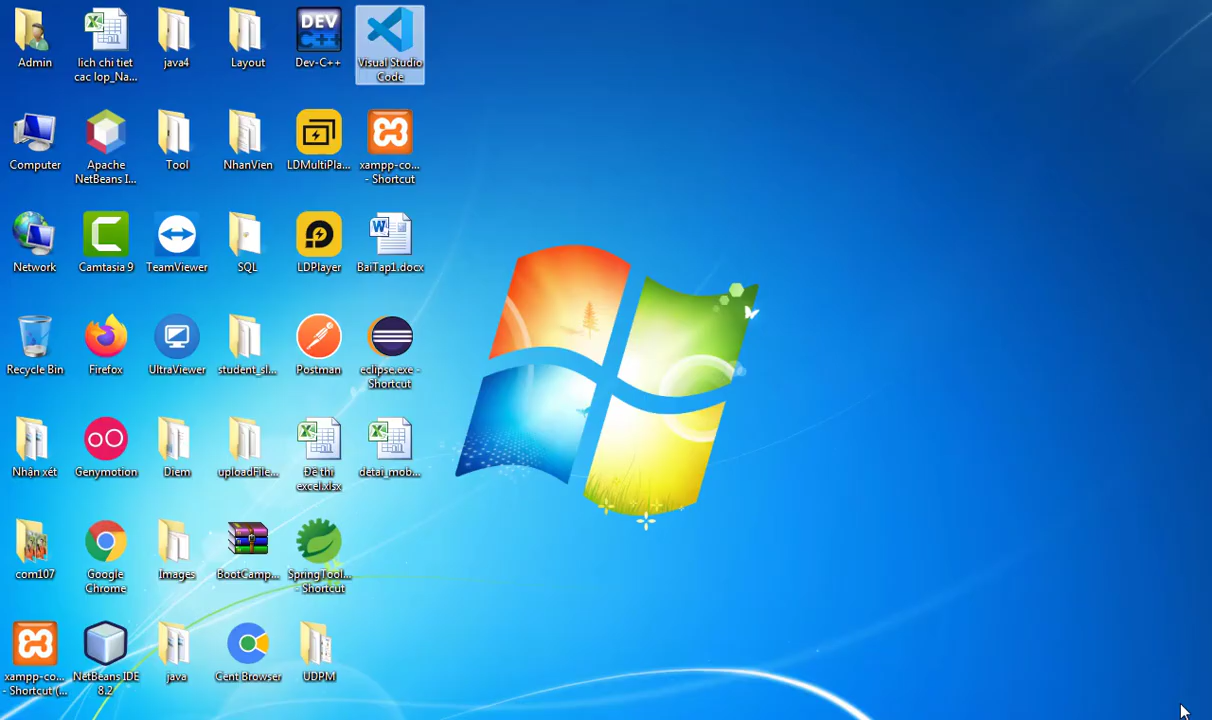 Admin
lich chi tiet
cac lop_Na...
java4
Layout
DEV
C++
Dev-C++
Visual Studio
Code
Computer
Apache
NetBeans I...
Tool
NhanVien
LDMultiPla...
xampp-co...
- Shortcut
Network
Camtasia 9
TeamViewer
SQL
LDPlayer
BaiTap1.docx
Recycle Bin
Firefox
UltraViewer
student_sl...
Postman
eclipse.exe -
Shortcut
Nhận xét
Genymotion
Diem
uploadFile...
Đề thi
excel.xlsx
detai_mob...
com107
Google
Chrome
Images
BootCamp...
SpringTool...
- Shortcut
xampp-co...
- Shortcut (...
NetBeans IDE
8.2
java
Cent Browser
UDPM